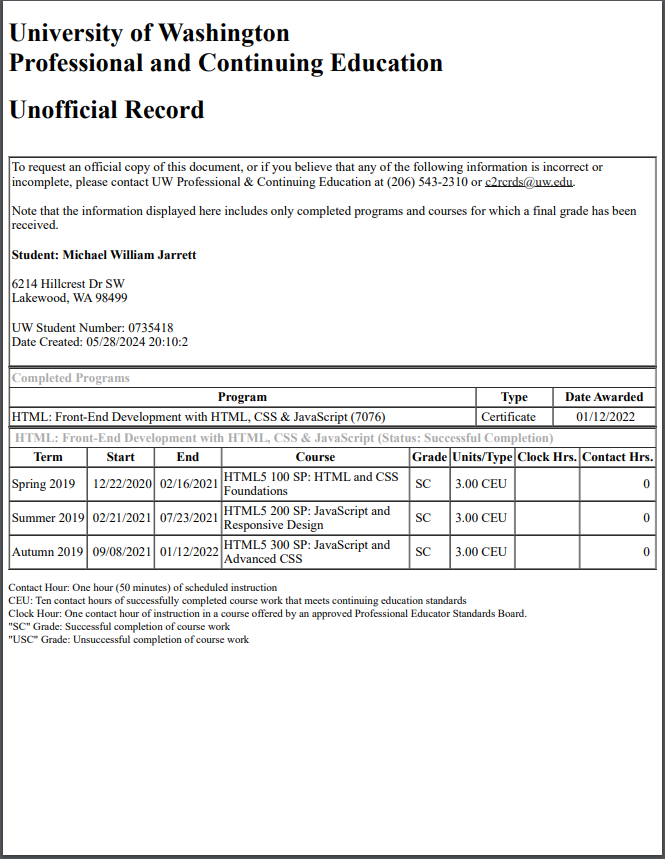 University of Washington
Professional and Continuing Education
Unofficial Record
To request an official copy of this document, or if you believe that any of the following information is incorrect or
incomplete, please contact UW Professional & Continuing Education at (206) 543-2310 or c2rcrds@uw.edu.
Note that the information displayed here includes only completed programs and courses for which a final grade has been
received.
Student: Michael William Jarrett
6214 Hillcrest Dr SW
Lakewood, WA 98499
UW Student Number: 0735418
Date Created: 05/28/2024 20:10:2
Completed Programs
Program Type Date Awarded
HTML: Front-End Development with HTML, CSS & JavaScript (7076) Certificate 01/12/2022
HTML: Front-End Development with HTML, CSS & JavaScript (Status: Successful Completion)
Term Start End Course Grade Units/Type Clock Hrs. Contact Hrs.
Spring 2019 12/22/2020 02/16/2021 HTML5 100 SP: HTML and CSS Foundations SC 3.00 CEU 0
Summer 2019 02/21/2021 07/23/2021 HTML5 200 SP: JavaScript and Responsive Design SC 3.00 CEU 0
Autumn 2019 09/08/2021 01/12/2022 HTML5 300 SP: JavaScript and Advanced CSS SC 3.00 CEU 0
Contact Hour: One hour (50 minutes) of scheduled instruction
CEU: Ten contact hours of successfully completed course work that meets continuing education standards
Clock Hour: One contact hour of instruction in a course offered by an approved Professional Educator Standards Board.
"SC" Grade: Successful completion of course work
"USC" Grade: Unsuccessful completion of course work